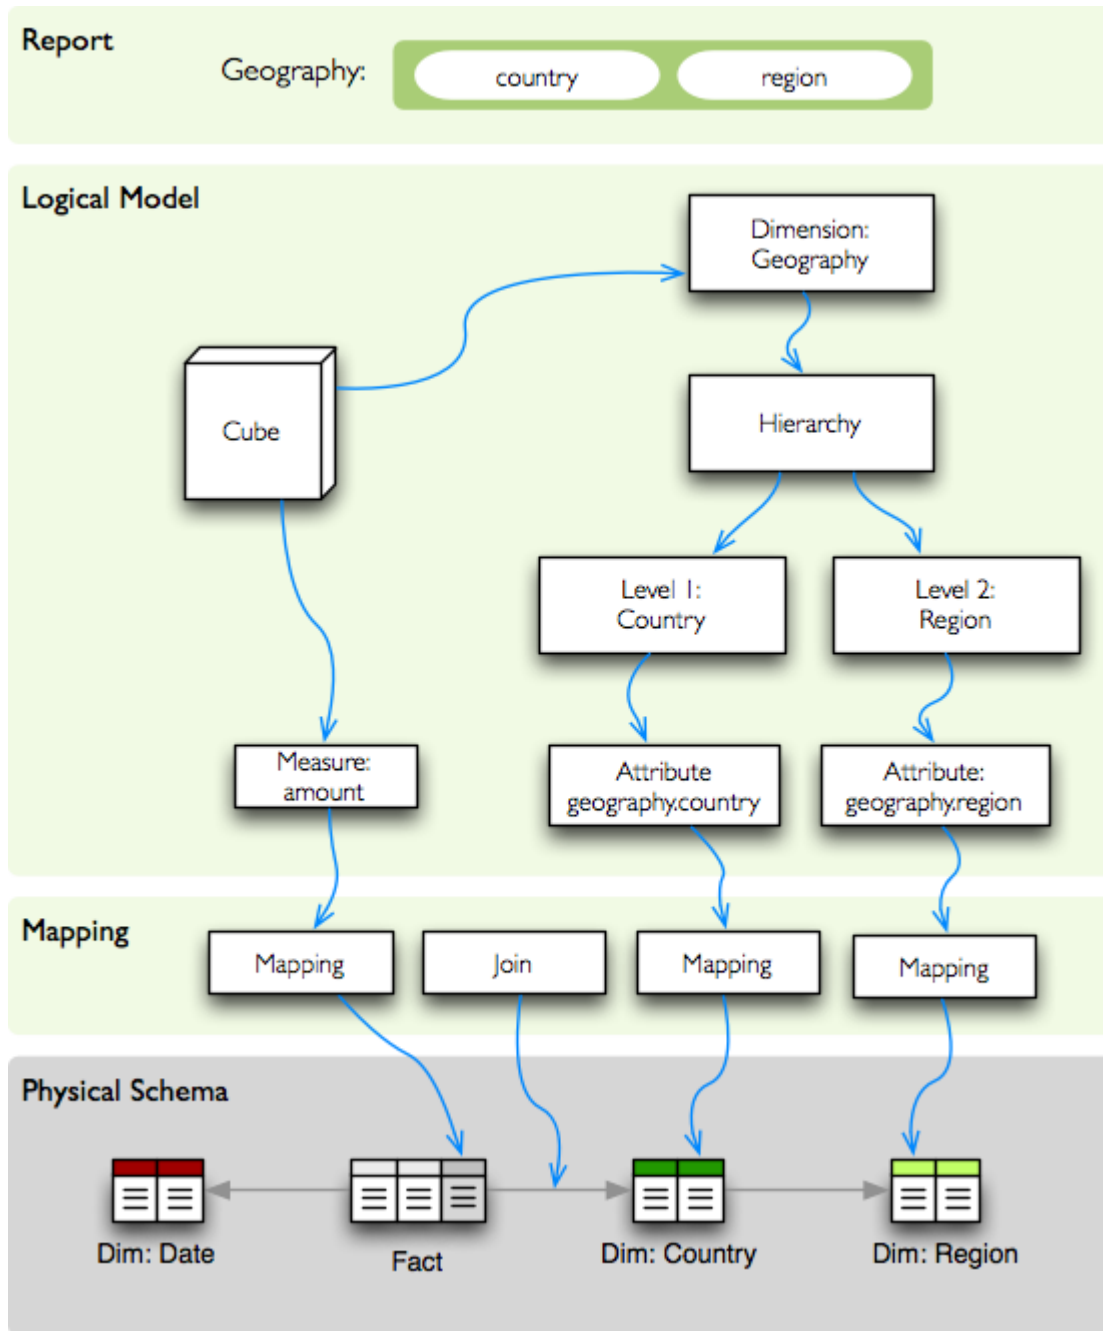 Report
Geography:
country
region
Logical Model
Dimension:
Geography
Cube
Hierarchy
Level 1:
Country
Level 2:
Region
Measure:
amount
Attribute
geography.country
Attribute:
geography.region
Mapping
Mapping
Join
Mapping
Mapping
Physical Schema
Dim: Date
Fact
Dim: Country
Dim: Region